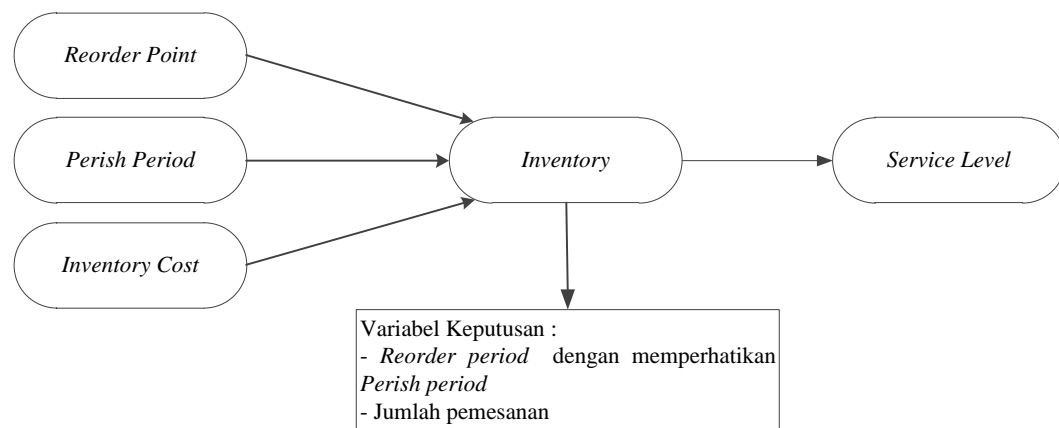 Reorder Point
Perish Period
Inventory
Service Level
Inventory Cost
Variabel Keputusan :
- Reorder period dengan memperhatikan
Perish period
- Jumlah pemesanan